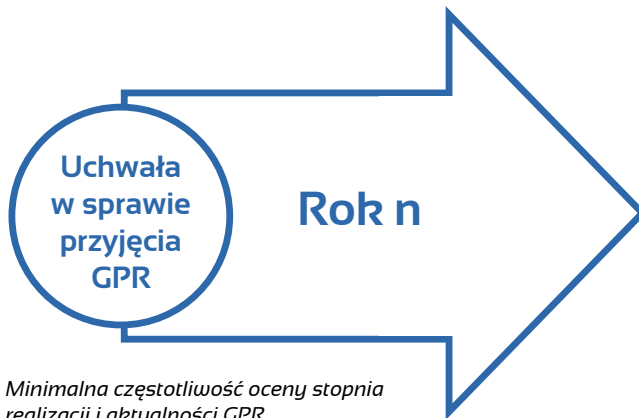 Uchwała
w sprawie
przyjęcia
GPR
Rok n
Minimalna częstotliwość oceny stopnia
realizacji i aktualności GPR